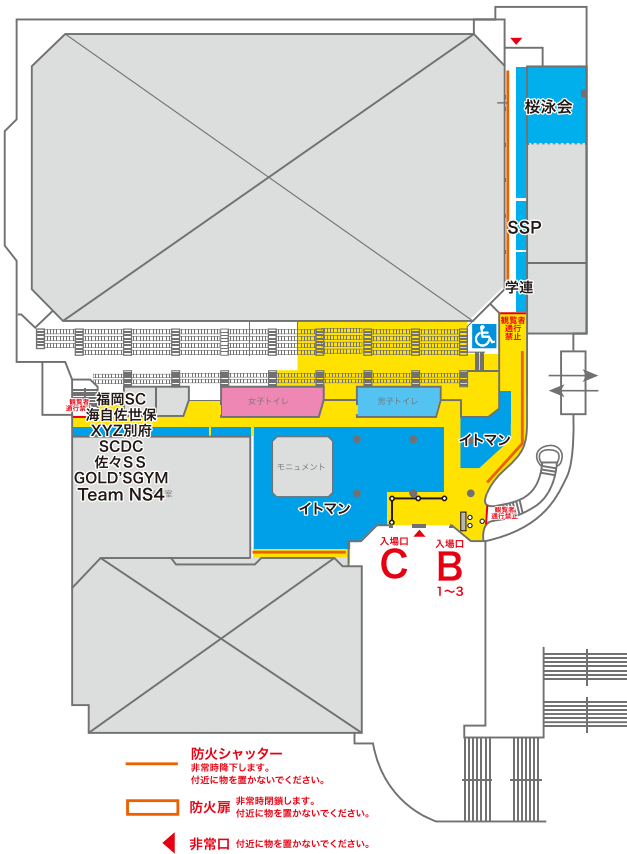 桜泳会
SSP
学連
観覧者
通行
禁止
観覧者
通行禁止
福岡SC
海自佐世保
XYZ別府
SCDC
佐々SS
GOLD'SGYM
Team NS4
室
女子トイレ
男子トイレ
イトマン
モニュメント
イトマン
観覧者
通行禁止
入場口
C
入場口
B
1〜3
防火シャッター
非常時降下します。
付近に物を置かないでください。
防火扉
非常時閉鎖します。
付近に物を置かないでください。
非常口
付近に物を置かないでください。